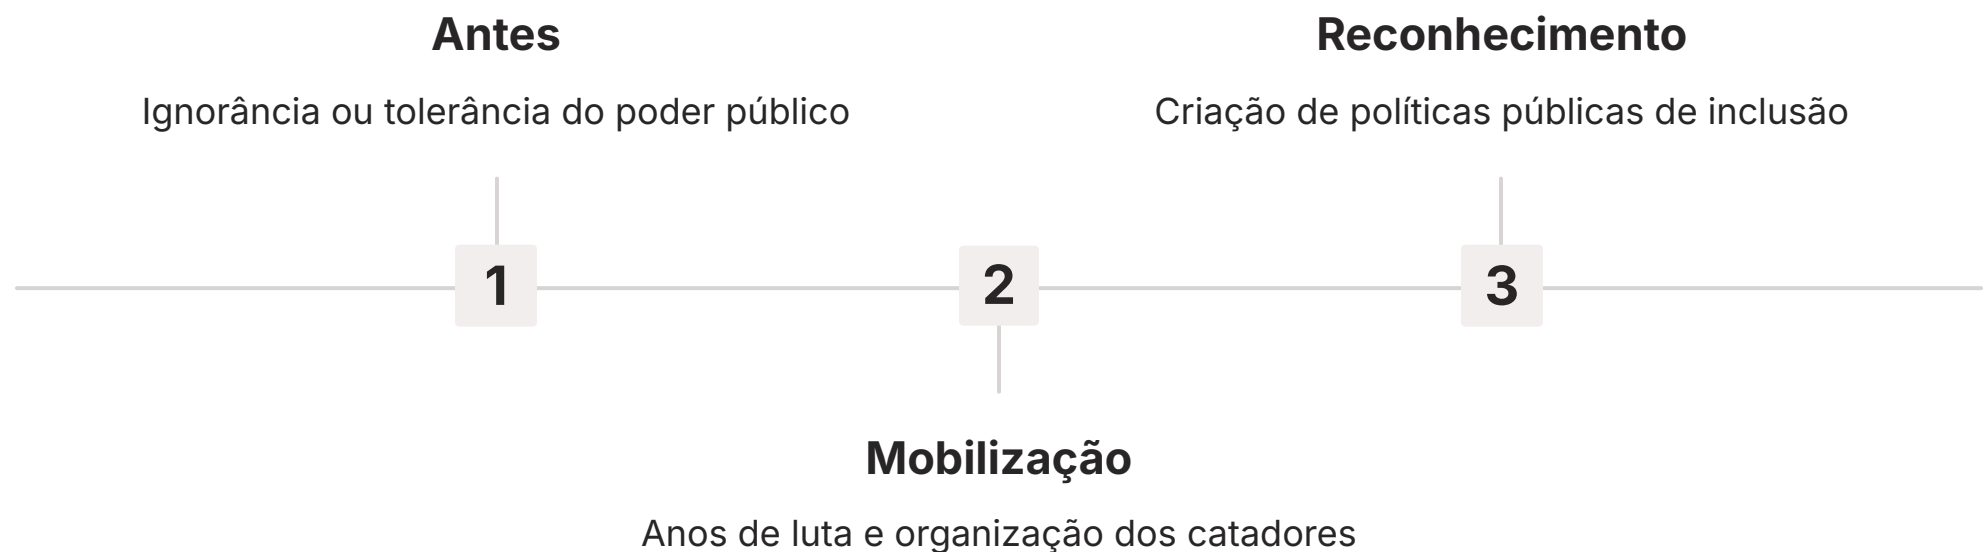 Antes
Ignorância ou tolerância do poder público
1
2
Mobilização
Anos de luta e organização dos catadores
Reconhecimento
Criação de políticas públicas de inclusão
3